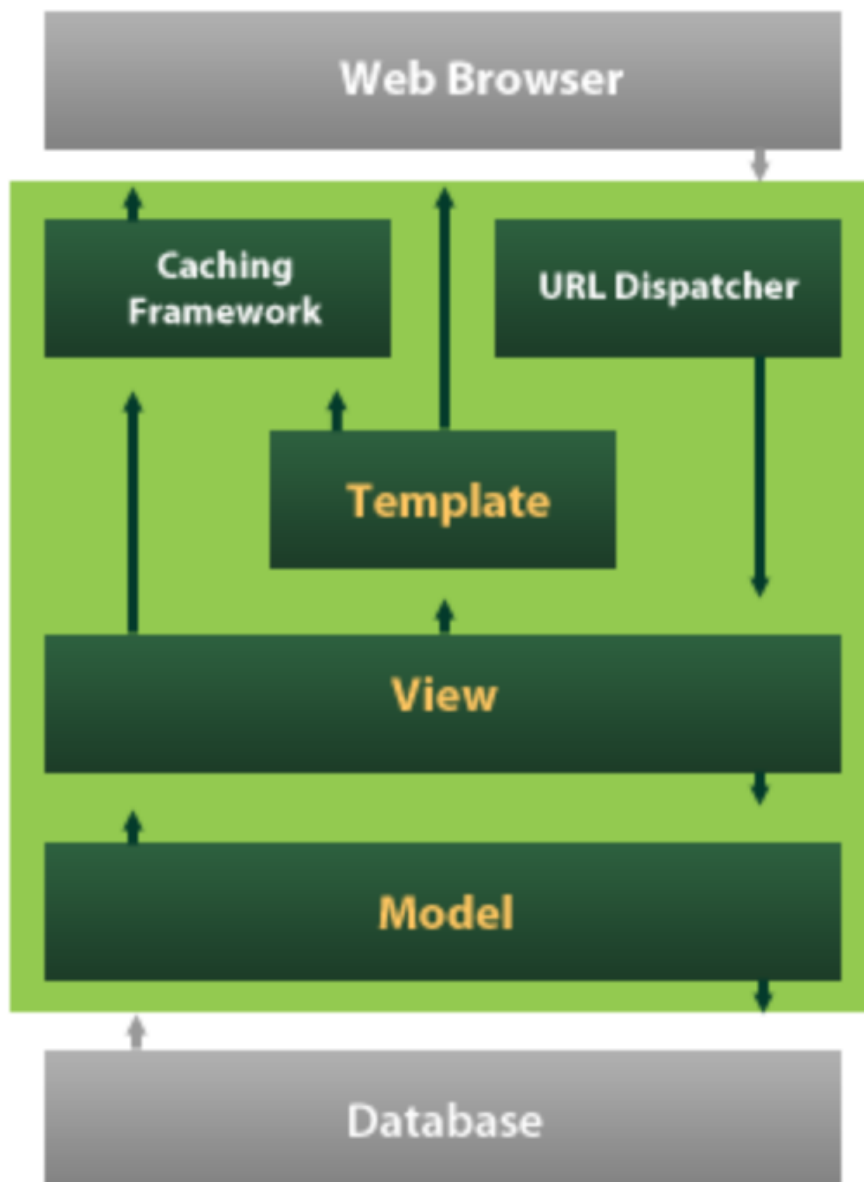 Web Browser
Caching
Framework
URL Dispatcher
Template
View
Model
Database